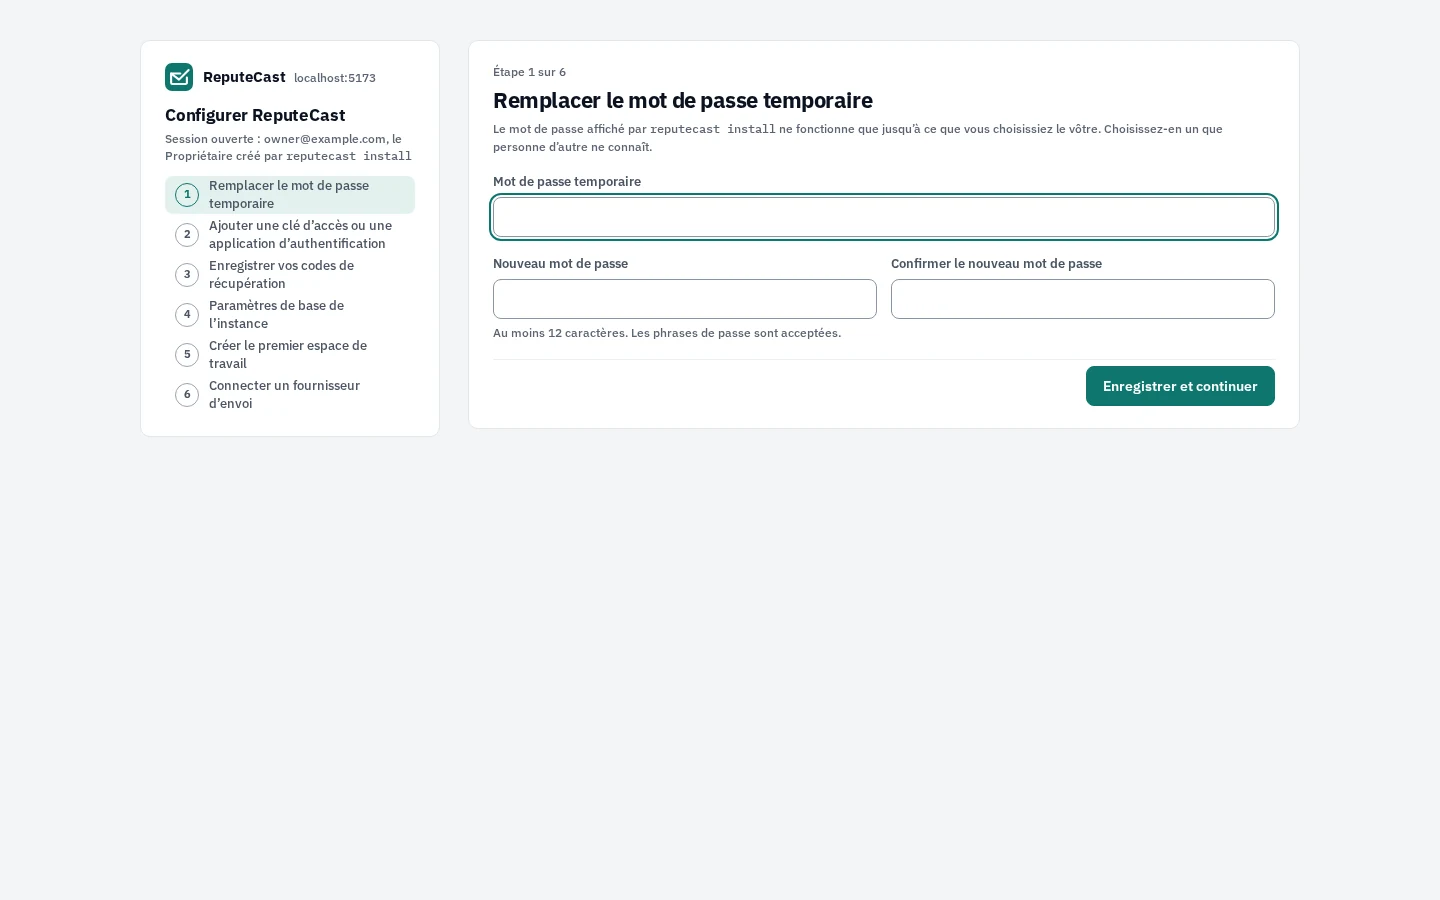 ReputeCast localhost:5173
Configurer ReputeCast
Session ouverte : owner@example.com, le
Propriétaire créé par reputecast install
1 Remplacer le mot de passe
temporaire
2 Ajouter une clé d’accès ou une
application d’authentification
3 Enregistrer vos codes de
récupération
4 Paramètres de base de
l’instance
5 Créer le premier espace de
travail
6 Connecter un fournisseur
d’envoi
Étape 1 sur 6
Remplacer le mot de passe temporaire
Le mot de passe affiché par reputecast install ne fonctionne que jusqu’à ce que vous choisissiez le vôtre. Choisissez-en un que
personne d’autre ne connaît.
Mot de passe temporaire
Nouveau mot de passe
Confirmer le nouveau mot de passe
Au moins 12 caractères. Les phrases de passe sont acceptées.
Enregistrer et continuer